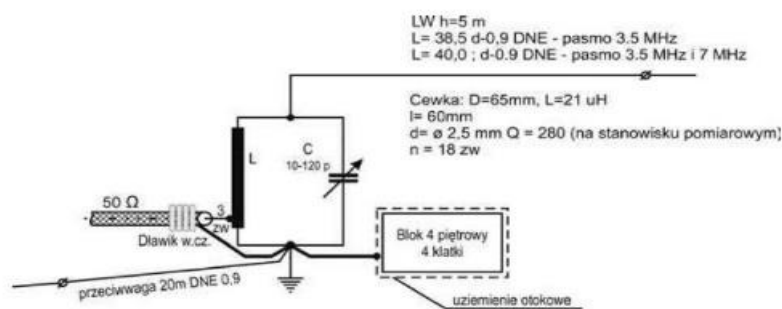 LW h=5 m
L= 38,5 d-0,9 DNE - pasmo 3.5 MHz
L= 40,0 ; d-0.9 DNE - pasmo 3.5 MHz i 7 MHz
Cewka: D=65mm, L=21 uH
l= 60mm
d= ø 2,5 mm Q = 280 (na stanowisku pomiarowym)
n = 18 zw
L
C
10-120 p
50 Ω
3
zw
Dławik w.cz.
Blok 4 piętrowy
4 klatki
przeciwwaga 20m DNE 0,9
uziemienie otokowe